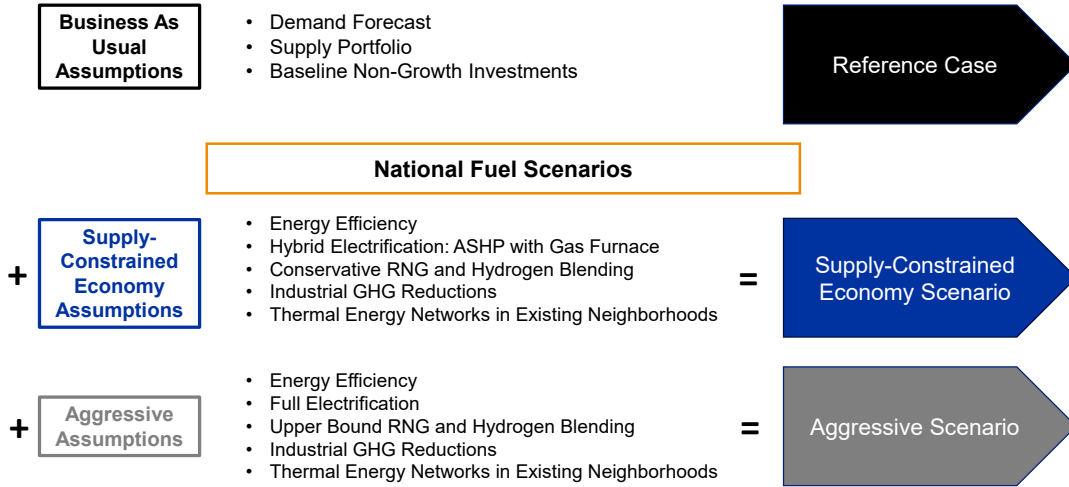 Business As
Usual
Assumptions
• Demand Forecast
• Supply Portfolio
• Baseline Non-Growth Investments
Reference Case
National Fuel Scenarios
+
Supply-
Constrained
Economy
Assumptions
• Energy Efficiency
• Hybrid Electrification: ASHP with Gas Furnace
• Conservative RNG and Hydrogen Blending
• Industrial GHG Reductions
• Thermal Energy Networks in Existing Neighborhoods
=
Supply-Constrained
Economy Scenario
+
Aggressive
Assumptions
• Energy Efficiency
• Full Electrification
• Upper Bound RNG and Hydrogen Blending
• Industrial GHG Reductions
• Thermal Energy Networks in Existing Neighborhoods
=
Aggressive Scenario